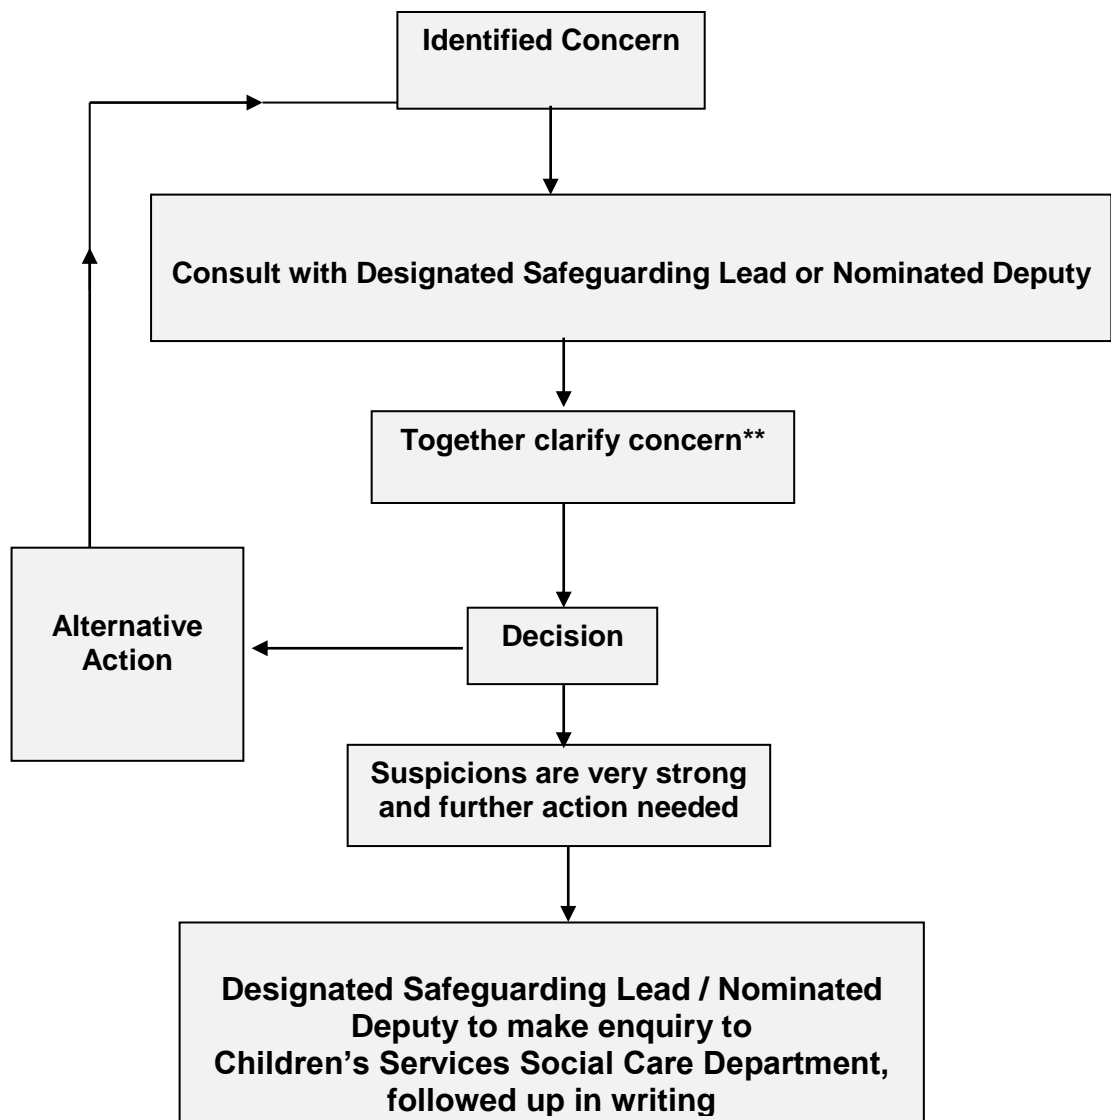 Identified Concern
Consult with Designated Safeguarding Lead or Nominated Deputy
Together clarify concern**
Alternative
Action
Decision
Suspicions are very strong
and further action needed
Designated Safeguarding Lead / Nominated
Deputy to make enquiry to
Children’s Services Social Care Department,
followed up in writing